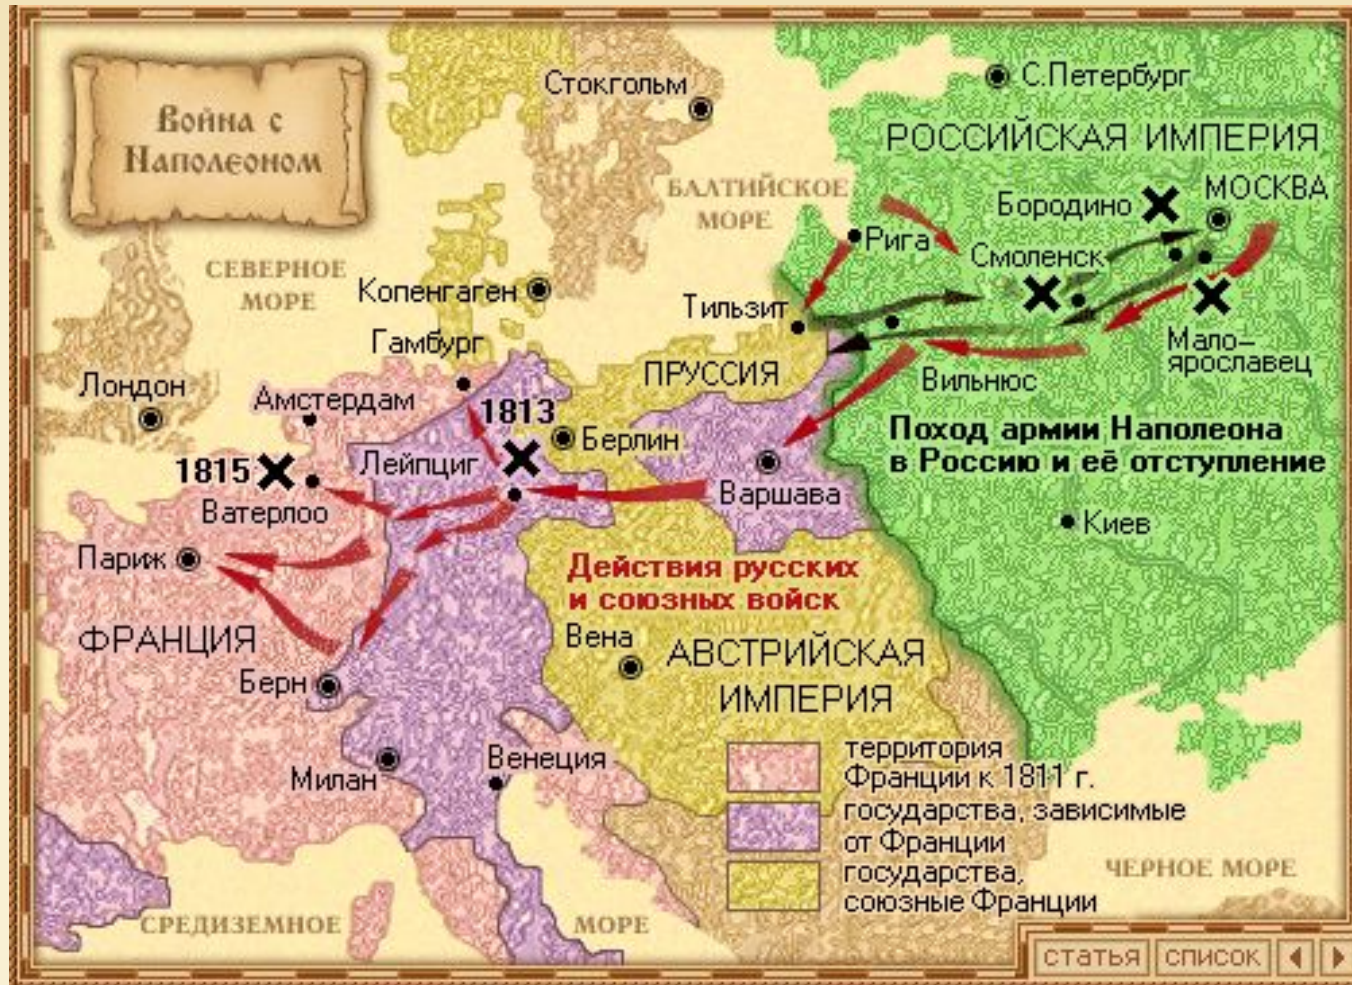 Война с
Наполеоном
Стокгольм
С.Петербург
РОССИЙСКАЯ ИМПЕРИЯ
БАЛТИЙСКОЕ
МОРЕ
МОСКВА
Бородино
Рига
Смоленск
СЕВЕРНОЕ
МОРЕ
Копенгаген
Тильзит
Гамбург
Мало–
ярославец
ПРУССИЯ
Вильнюс
Лондон
Амстердам
1813
Берлин
Поход армии Наполеона
в Россию и её отступление
1815
Лейпциг
Варшава
Ватерлоо
Киев
Париж
Действия русских
и союзных войск
ФРАНЦИЯ
Вена
АВСТРИЙСКАЯ
ИМПЕРИЯ
Берн
Милан
Венеция
территория
Франции к 1811 г.
государства, зависимые
от Франции
государства,
союзные Франции
ЧЕРНОЕ МОРЕ
СРЕДИЗЕМНОЕ
МОРЕ
статья
список